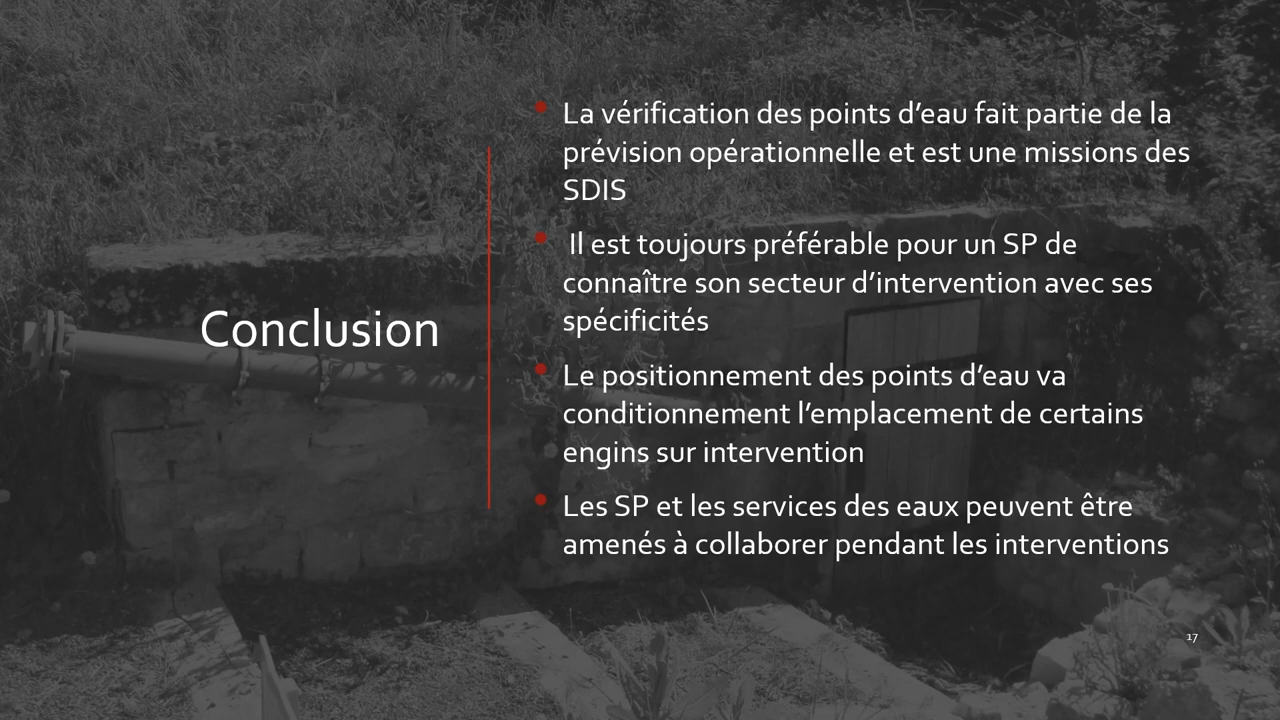 Conclusion
La vérification des points d’eau fait partie de la
prévision opérationnelle et est une missions des
SDIS
Il est toujours préférable pour un SP de
connaître son secteur d’intervention avec ses
spécificités
Le positionnement des points d’eau va
conditionnement l’emplacement de certains
engins sur intervention
Les SP et les services des eaux peuvent être
amenés à collaborer pendant les interventions
17